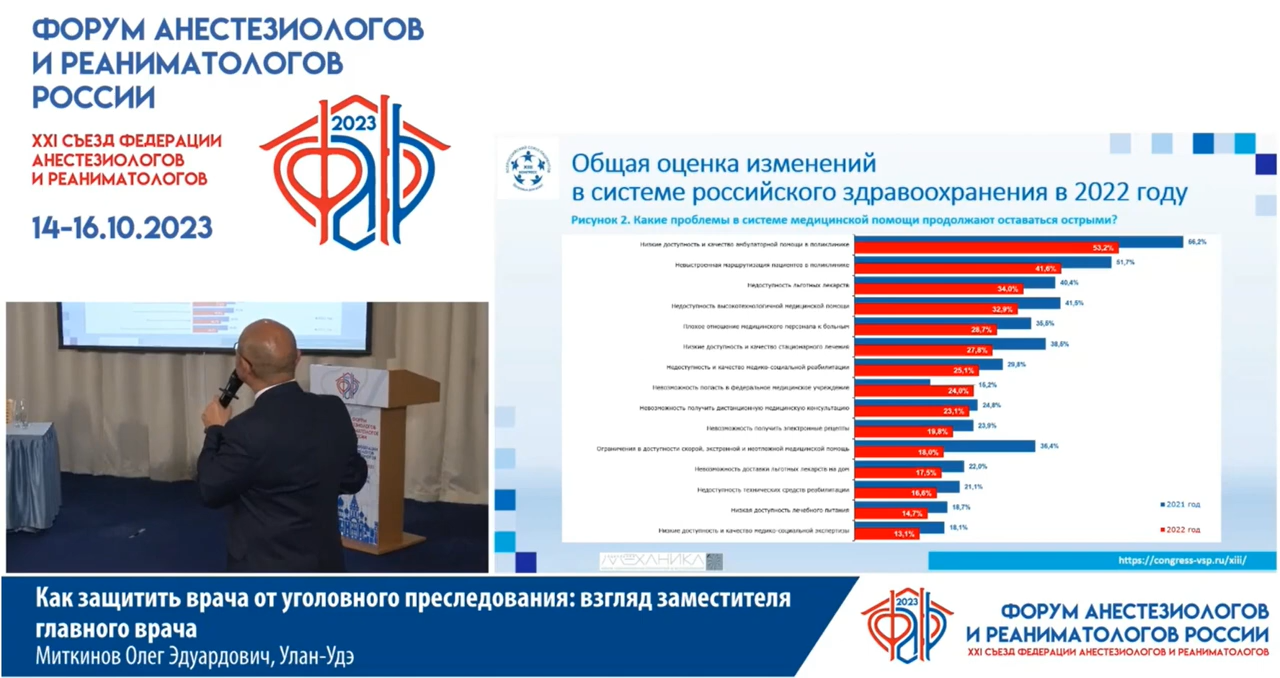 ФОРУМ АНЕСТЕЗИОЛОГОВ
И РЕАНИМАТОЛОГОВ
РОССИИ
XXI СЪЕЗД ФЕДЕРАЦИИ
АНЕСТЕЗИОЛОГОВ
И РЕАНИМАТОЛОГОВ
14-16.10.2023
2023
ФАР
Общая оценка изменений
в системе российского здравоохранения в 2022 году
Рисунок 2. Какие проблемы в системе медицинской помощи продолжают оставаться острыми?
Низкие доступность и качество амбулаторной помощи в поликлинике 66,2% 53,2%
Невыстроенная маршрутизация пациентов в поликлинике 51,7% 41,6%
Недоступность льготных лекарств 40,4% 34,0%
Недоступность высокотехнологичной медицинской помощи 41,5% 32,9%
Плохое отношение медицинского персонала к больным 35,5% 28,7%
Низкие доступность и качество стационарного лечения 38,5% 27,8%
Недоступность и качество медико-социальной реабилитации 29,8% 25,1%
Невозможность попасть в федеральное медицинское учреждение 15,2% 24,0%
Невозможность получить дистанционную медицинскую консультацию 24,8% 23,1%
Невозможность получить электронные рецепты 23,9% 19,8%
Ограничения в доступности скорой, экстренной и неотложной медицинской помощь 36,4% 18,0%
Невозможность доставки льготных лекарств на дом 22,0% 17,5%
Недоступность технических средств реабилитации 21,1% 16,6%
Низкая доступность лечебного питания 18,7% 14,7%
Низкие доступность и качество медико-социальной экспертизы 18,1% 13,1%
2021 год
2022 год
МЕХАНИКА
https://congress-vsp.ru/xiii/
Как защитить врача от уголовного преследования: взгляд заместителя
главного врача
Миткинов Олег Эдуардович, Улан-Удэ
2023
ФАР
ФОРУМ АНЕСТЕЗИОЛОГОВ
И РЕАНИМАТОЛОГОВ РОССИИ
XXI СЪЕЗД ФЕДЕРАЦИИ АНЕСТЕЗИОЛОГОВ И РЕАНИМАТОЛОГОВ